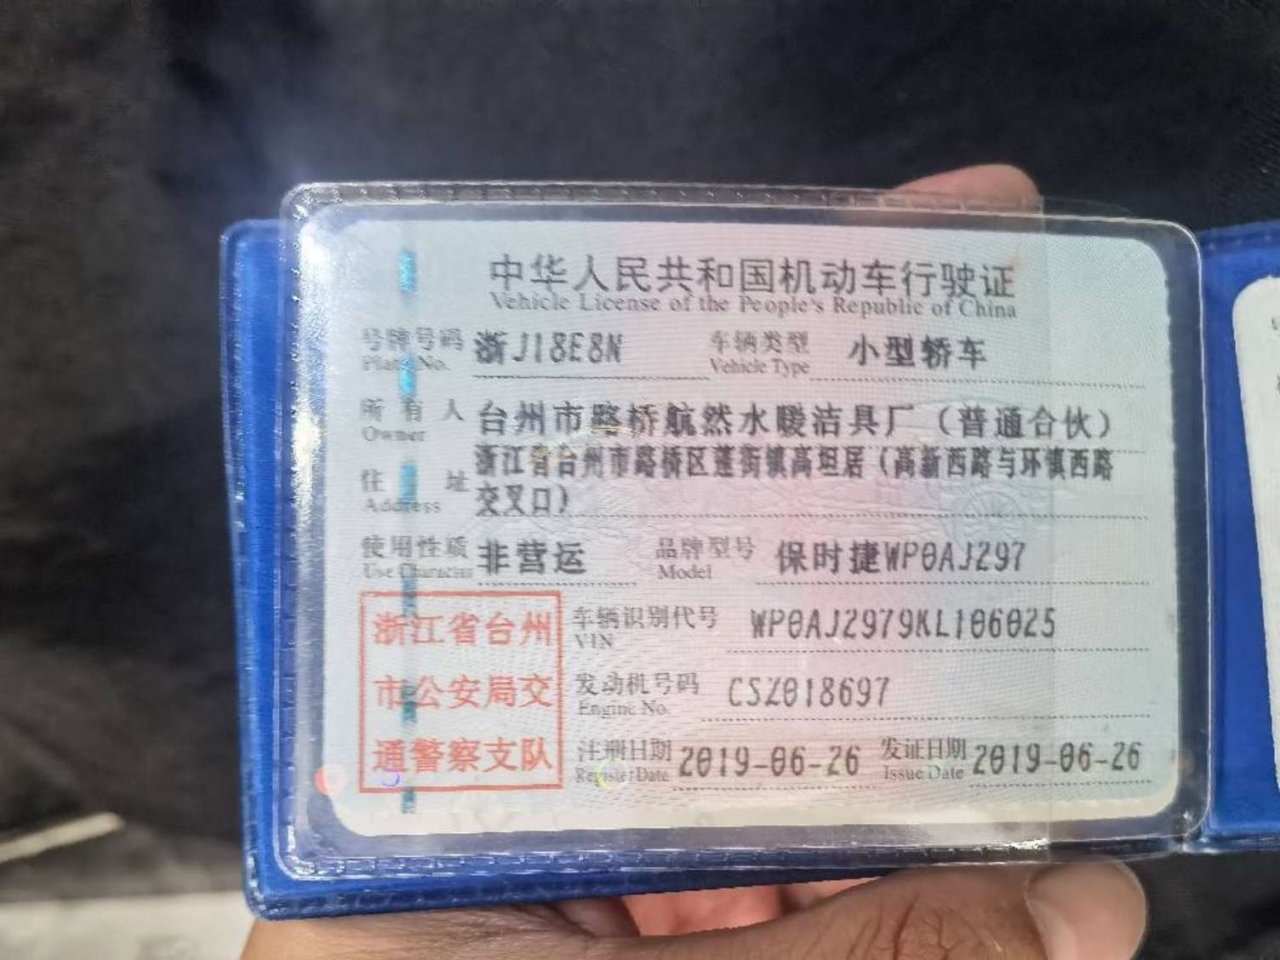 中华人民共和国机动车行驶证
Vehicle License of the People's Republic of China
号牌号码 浙J18E8N 车辆类型 小型轿车
Plate No. Vehicle Type
所有人 台州市路桥航然水暖洁具厂（普通合伙）
Owner
住址 浙江省台州市路桥区蓬街镇高坦居（高新西路与环镇西路
Address 交叉口）
使用性质 非营运 品牌型号 保时捷WP0AJ297
Use Character Model
浙江省台州 车辆识别代号 WP0AJ2979KL106025
VIN
市公安局交 发动机号码 CSZ018697
Engine No.
通警察支队 注册日期 2019-06-26 发证日期 2019-06-26
Register Date Issue Date